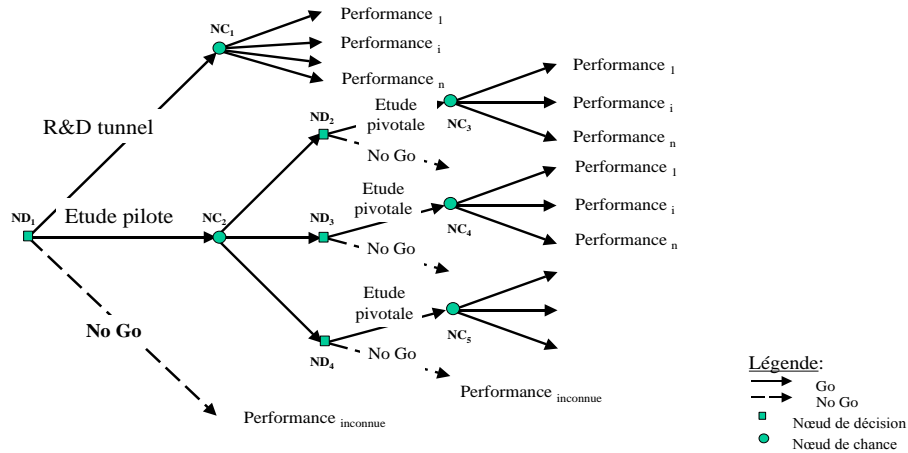 NC1
Performance 1
Performance i
Performance n
R&D tunnel
ND1
Etude pilote
NC2
No Go
Performance inconnue
ND2
Etude
pivotale
No Go
NC3
Performance 1
Performance i
Performance n
ND3
Etude
pivotale
No Go
NC4
Performance 1
Performance i
Performance n
ND4
Etude
pivotale
No Go
NC5
Performance inconnue
Légende:
Go
No Go
Nœud de décision
Nœud de chance